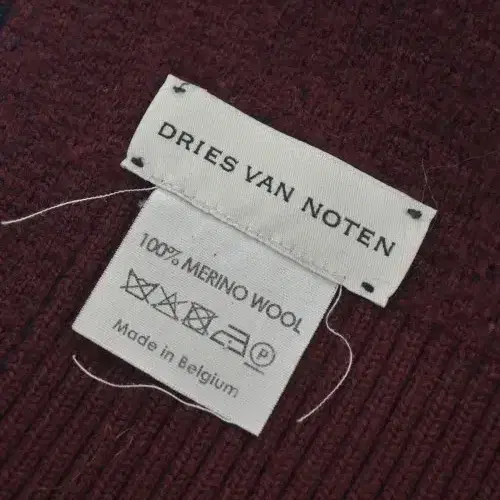 DRIES VAN NOTEN
100% MERINO WOOL
P
Made in Belgium